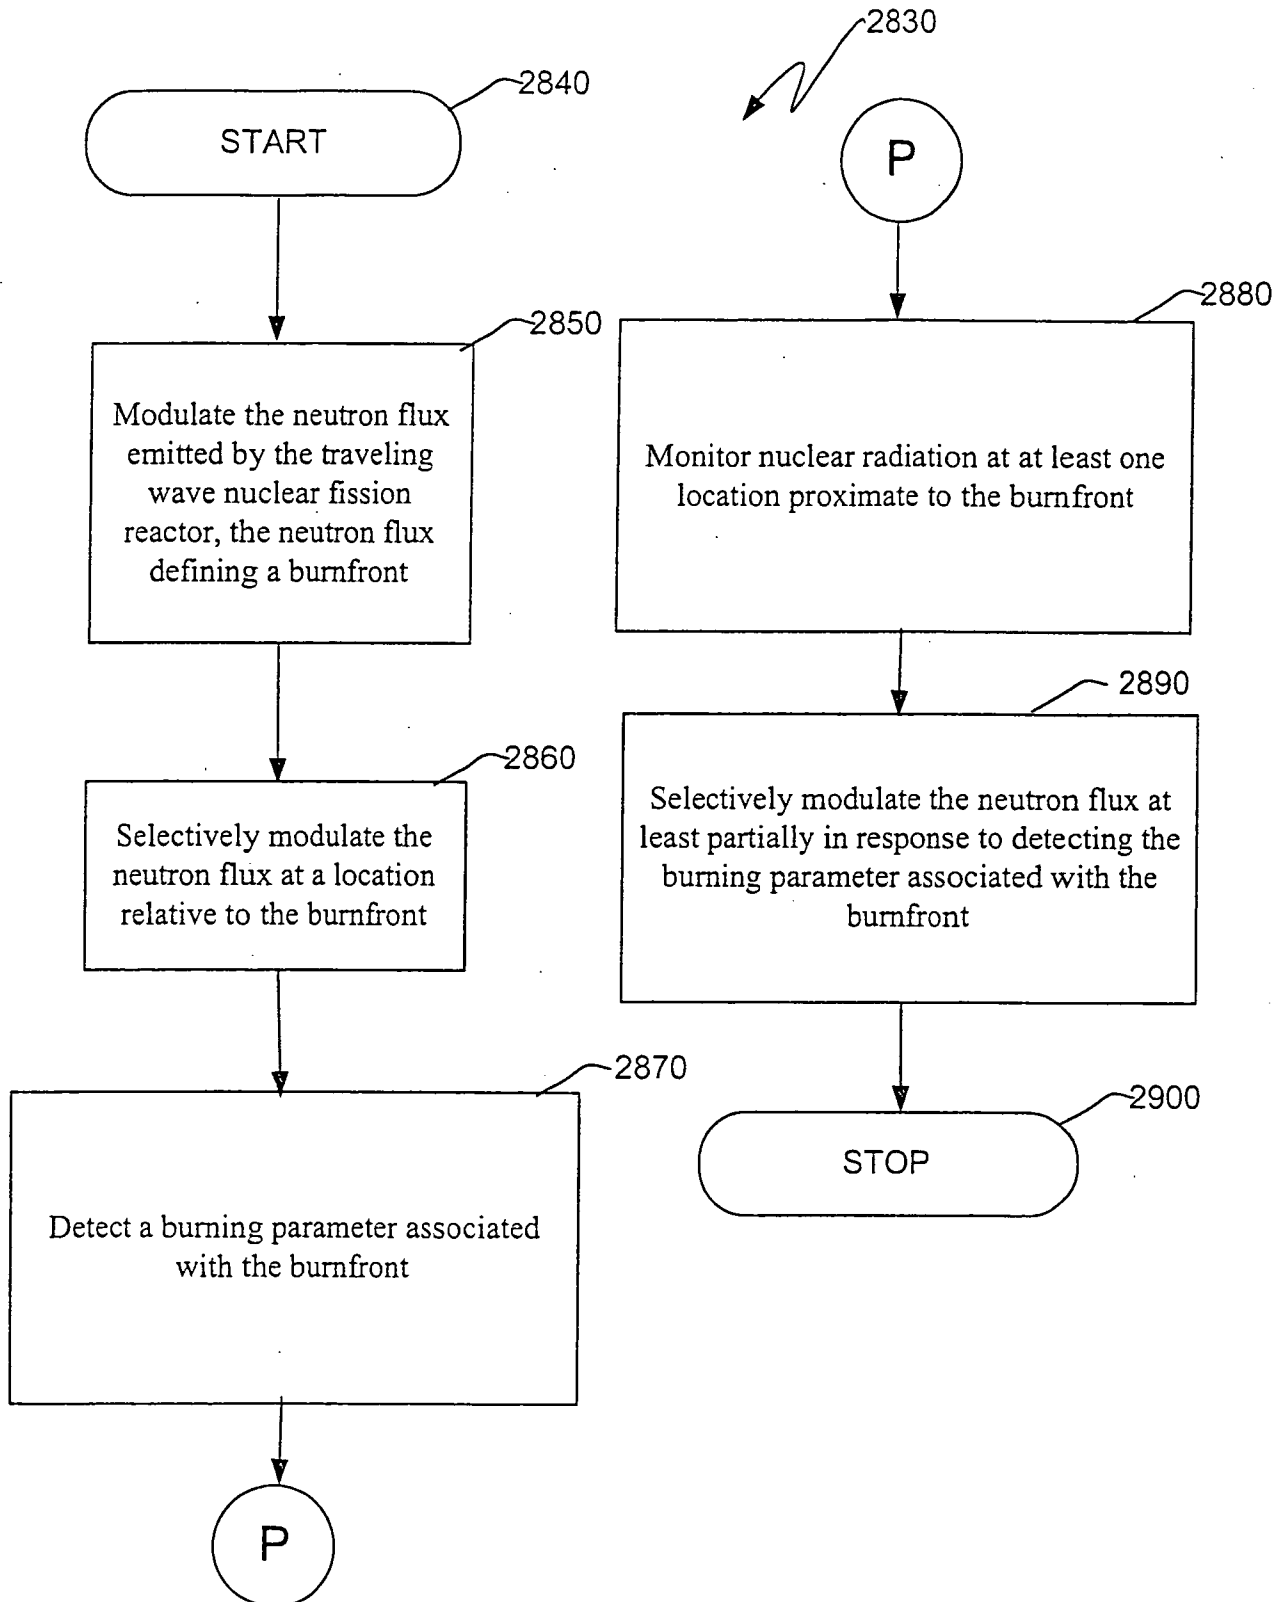 2840
START
2850
Modulate the neutron flux
emitted by the traveling
wave nuclear fission
reactor, the neutron flux
defining a burnfront
2860
Selectively modulate the
neutron flux at a location
relative to the burnfront
2870
Detect a burning parameter associated
with the burnfront
P
2830
P
2880
Monitor nuclear radiation at at least one
location proximate to the burnfront
2890
Selectively modulate the neutron flux at
least partially in response to detecting the
burning parameter associated with the
burnfront
2900
STOP